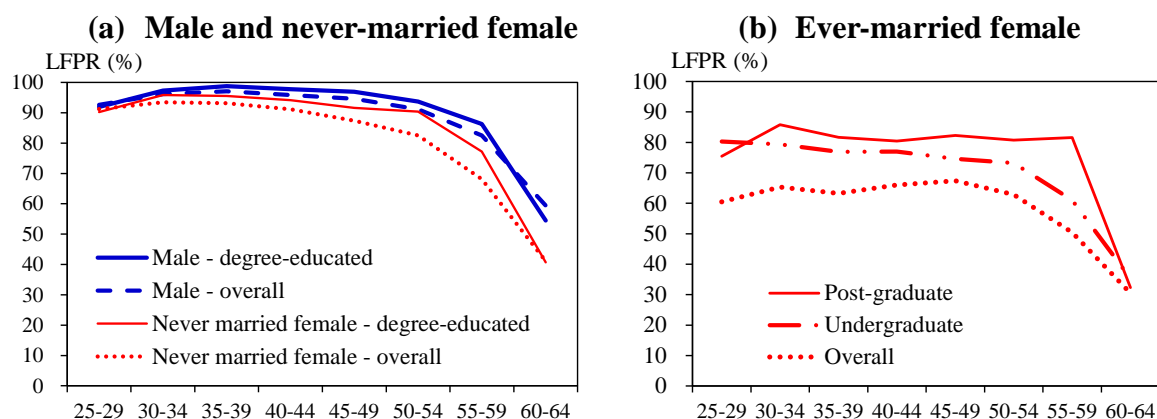 (a) Male and never-married female
LFPR (%)
100
90
80
70
60
50
40
30
20
10
0
Male - degree-educated
Male - overall
Never married female - degree-educated
Never married female - overall
25-29 30-34 35-39 40-44 45-49 50-54 55-59 60-64
(b) Ever-married female
LFPR (%)
100
90
80
70
60
50
40
30
20
10
0
Post-graduate
Undergraduate
Overall
25-29 30-34 35-39 40-44 45-49 50-54 55-59 60-64